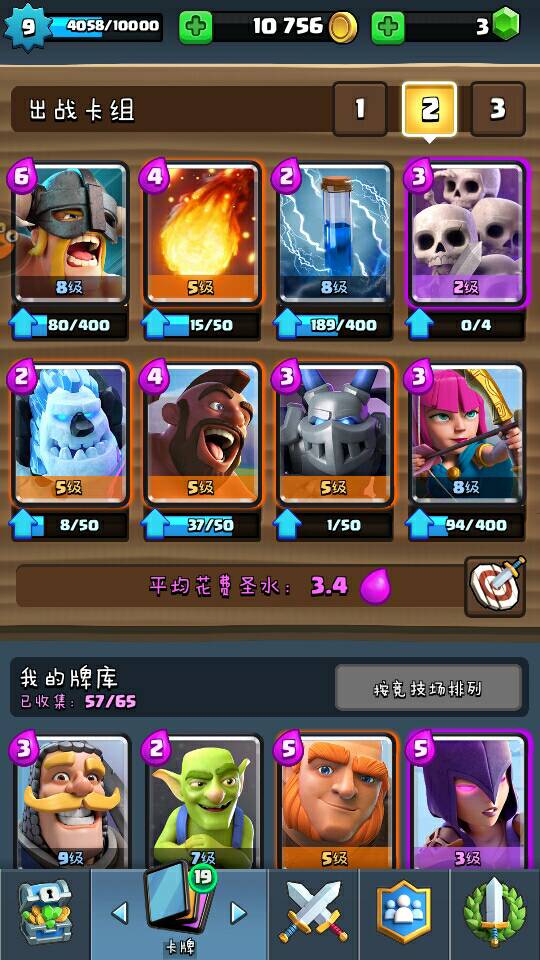 9 4058/10000 10 756 3
出战卡组 1 2 3
6 4 2 3
8级 5级 8级 2级
80/400 15/50 189/400 0/4
2 4 3 3
5级 5级 5级 8级
8/50 37/50 1/50 94/400
平均花费圣水： 3.4
我的牌库
已收集： 57/65
按竞技场排列
3 2 5 5
9级 7级 5级 3级
19
卡牌